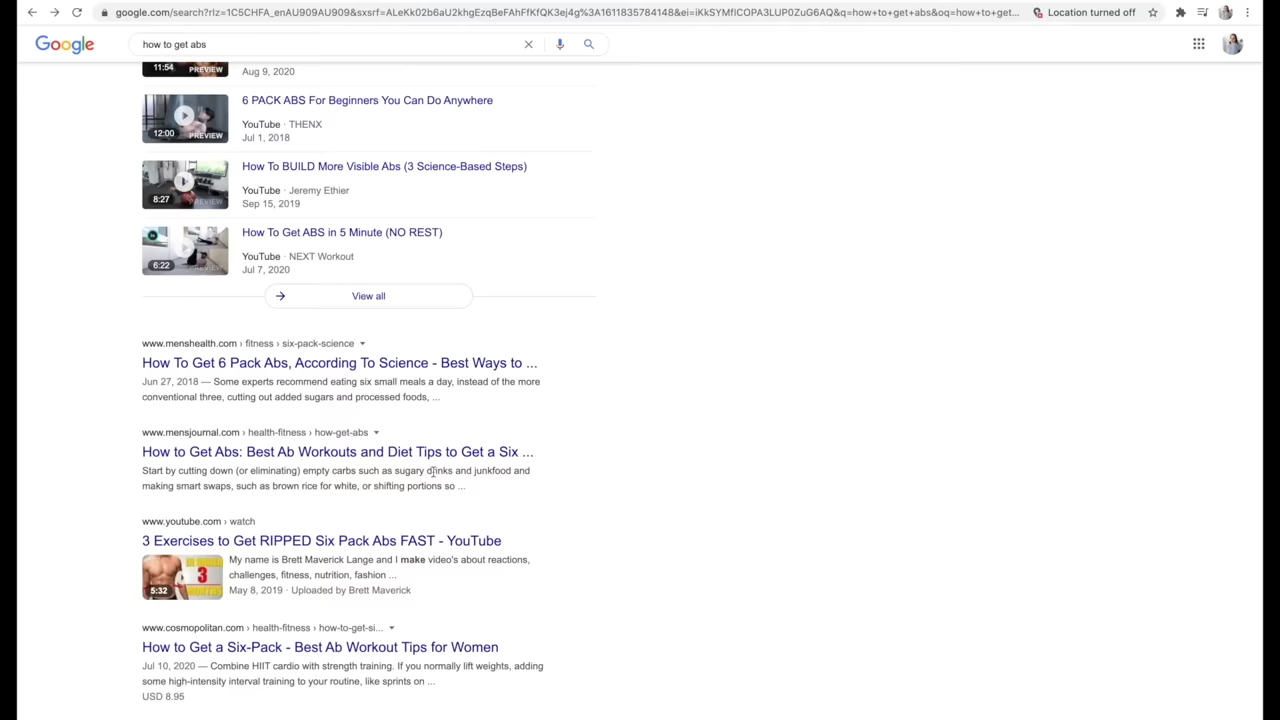 google.com/search?rlz=1C5CHFA_enAU909AU909&sxsrf=ALeKk02b6aU2khgEzqBeFAhFfKfQK3ej4g%3A1611835784148&ei=iKkSYMfICOPA3LUP0ZuG6AQ&q=how+to+get+abs&oq=how+to+get... Location turned off
Google how to get abs
11:54 PREVIEW Aug 9, 2020
6 PACK ABS For Beginners You Can Do Anywhere
YouTube · THENX
12:00 PREVIEW Jul 1, 2018
How To BUILD More Visible Abs (3 Science-Based Steps)
YouTube · Jeremy Ethier
8:27 PREVIEW Sep 15, 2019
How To Get ABS in 5 Minute (NO REST)
YouTube · NEXT Workout
6:22 PREVIEW Jul 7, 2020
View all
www.menshealth.com › fitness › six-pack-science
How To Get 6 Pack Abs, According To Science - Best Ways to ...
Jun 27, 2018 — Some experts recommend eating six small meals a day, instead of the more
conventional three, cutting out added sugars and processed foods, ...
www.mensjournal.com › health-fitness › how-get-abs
How to Get Abs: Best Ab Workouts and Diet Tips to Get a Six ...
Start by cutting down (or eliminating) empty carbs such as sugary drinks and junkfood and
making smart swaps, such as brown rice for white, or shifting portions so ...
www.youtube.com › watch
3 Exercises to Get RIPPED Six Pack Abs FAST - YouTube
My name is Brett Maverick Lange and I make video's about reactions,
challenges, fitness, nutrition, fashion ...
3
5:32 May 8, 2019 · Uploaded by Brett Maverick
www.cosmopolitan.com › health-fitness › how-to-get-si...
How to Get a Six-Pack - Best Ab Workout Tips for Women
Jul 10, 2020 — Combine HIIT cardio with strength training. If you normally lift weights, adding
some high-intensity interval training to your routine, like sprints on ...
USD 8.95